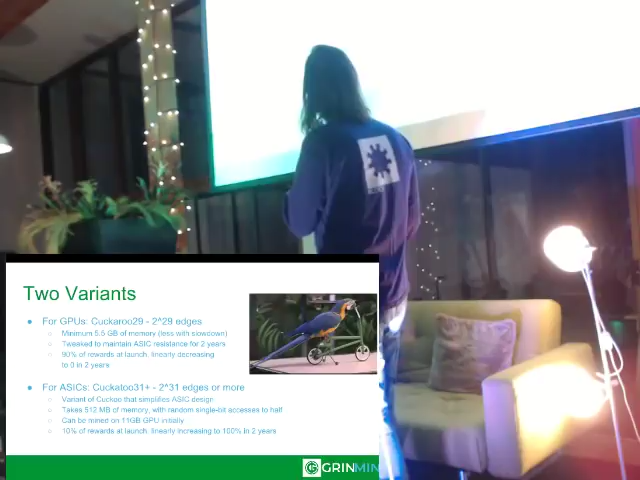 Two Variants
● For GPUs: Cuckaroo29 - 2^29 edges
○ Minimum 5.5 GB of memory (less with slowdown)
○ Tweaked to maintain ASIC resistance for 2 years
○ 90% of rewards at launch, linearly decreasing
to 0 in 2 years
● For ASICs: Cuckatoo31+ - 2^31 edges or more
○ Variant of Cuckoo that simplifies ASIC design
○ Takes 512 MB of memory, with random single-bit accesses to half
○ Can be mined on 11GB GPU initially
○ 10% of rewards at launch, linearly increasing to 100% in 2 years
GRINMIN